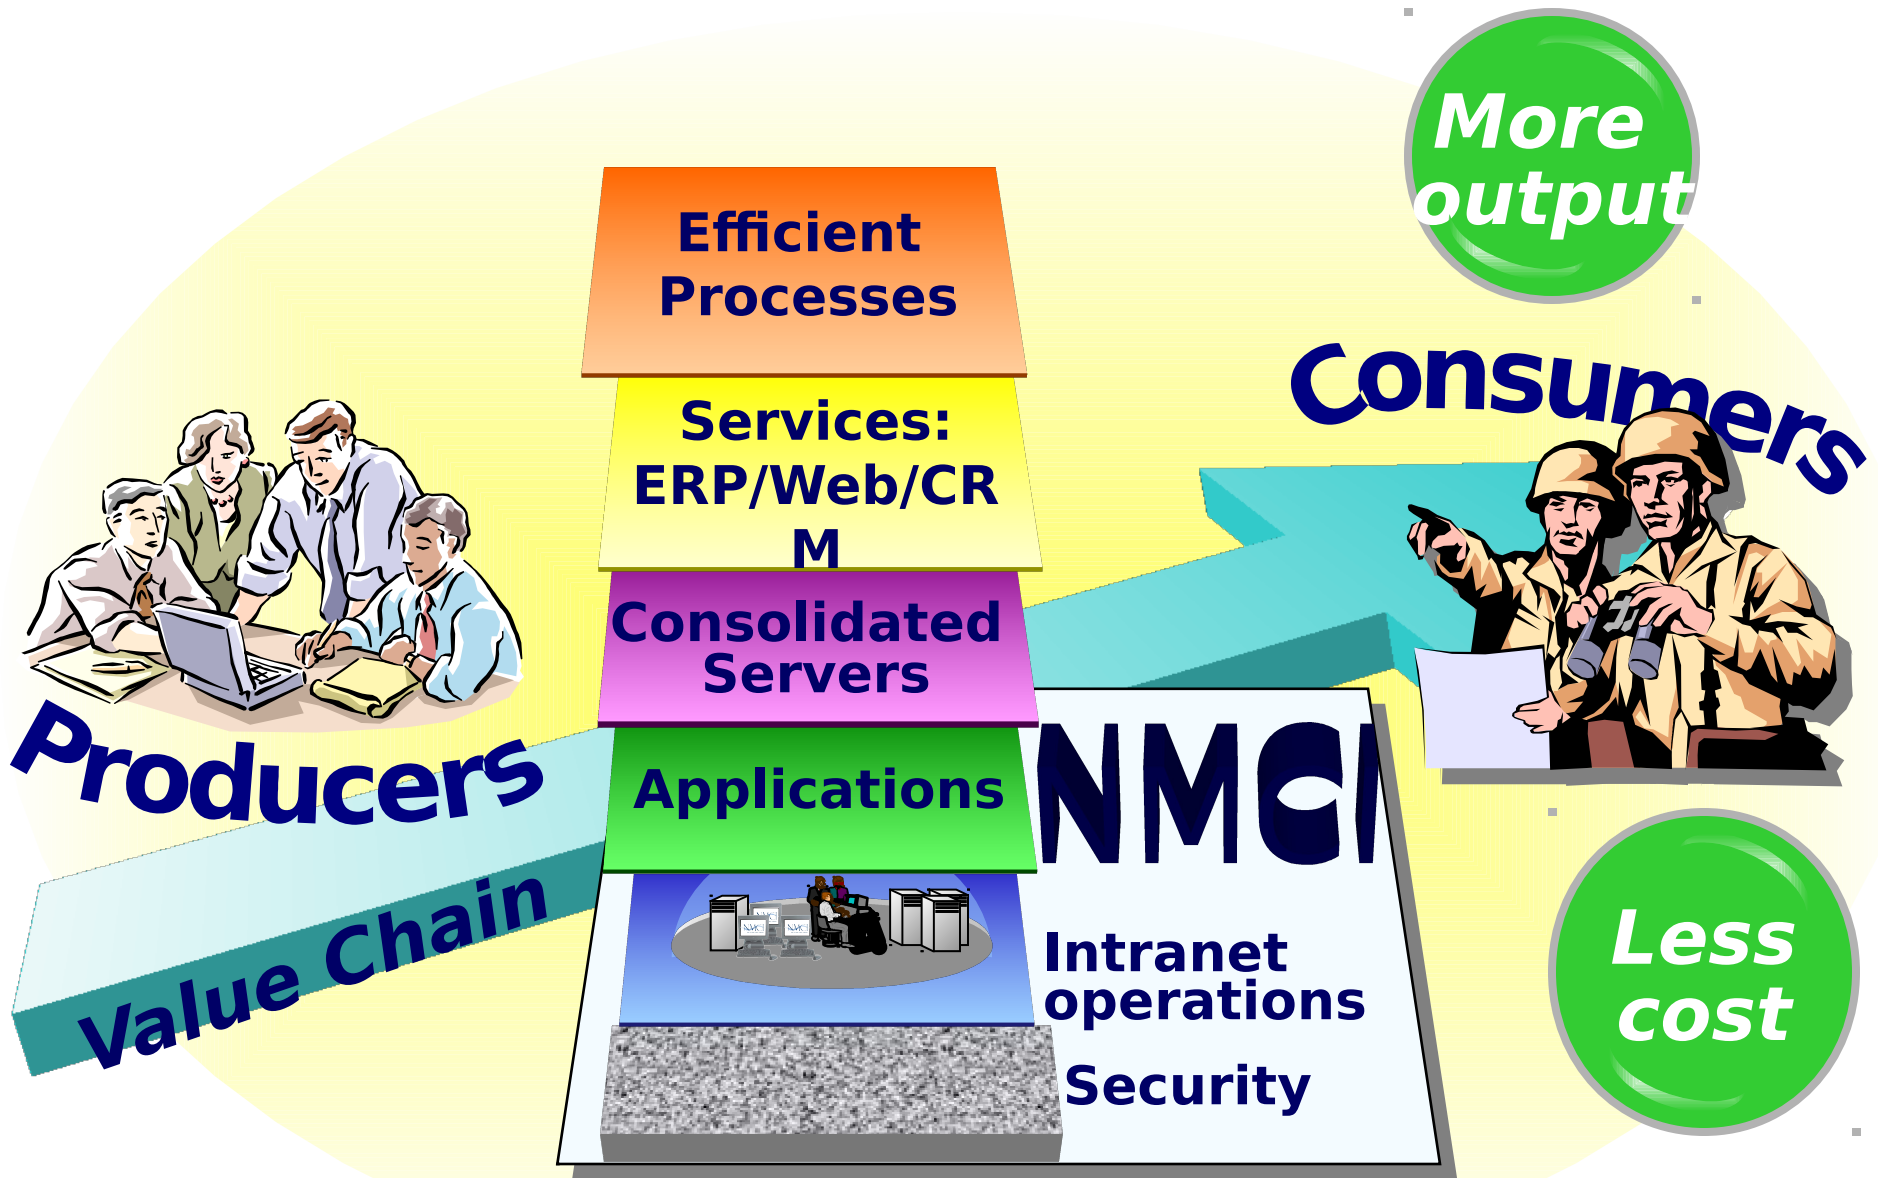 More
output
Efficient
Processes
Services:
ERP/Web/CR
M
Consumers
Consolidated
Servers
Producers
Applications
NMCI
Value Chain
Intranet
operations
Security
Less
cost